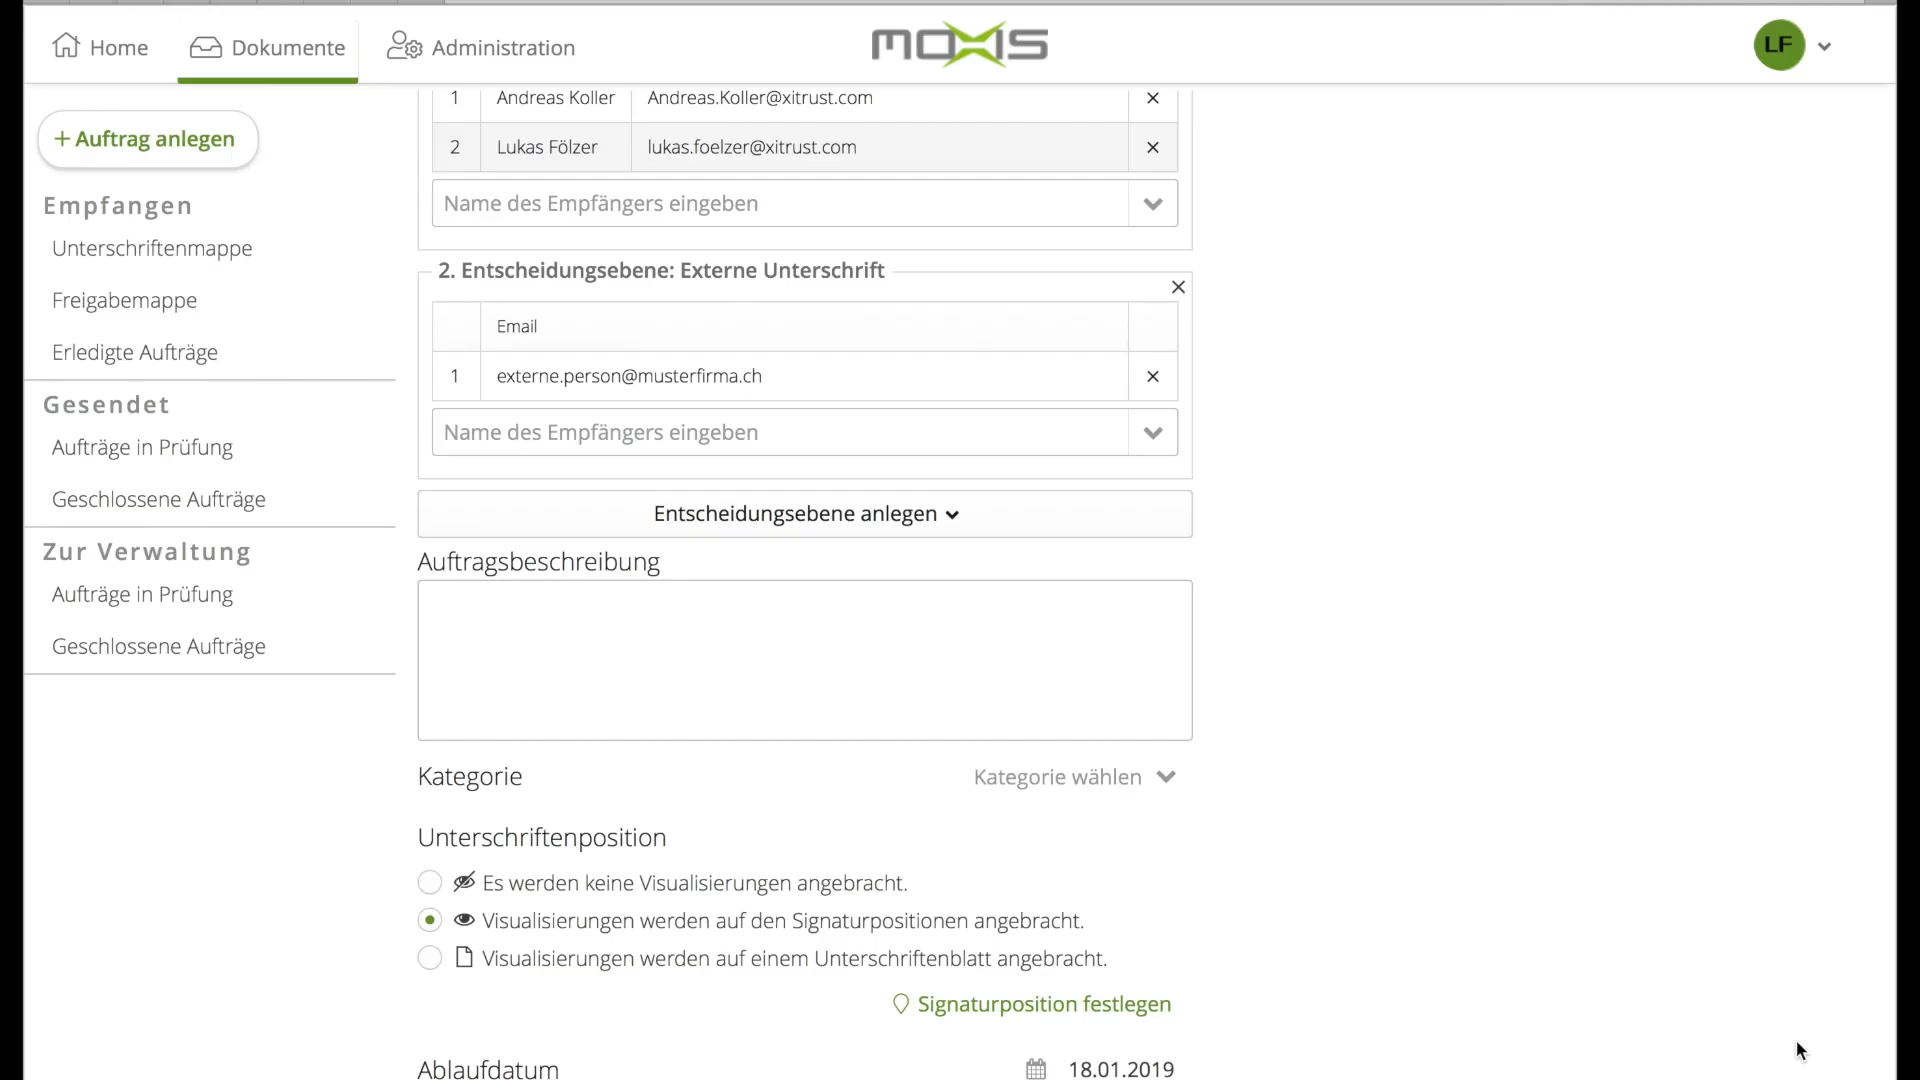 Home
Dokumente
Administration
MOXIS
LF
+ Auftrag anlegen
Empfangen
Unterschriftenmappe
Freigabemappe
Erledigte Aufträge
Gesendet
Aufträge in Prüfung
Geschlossene Aufträge
Zur Verwaltung
Aufträge in Prüfung
Geschlossene Aufträge
1 Andreas Koller Andreas.Koller@xitrust.com
2 Lukas Fölzer lukas.foelzer@xitrust.com
Name des Empfängers eingeben
2. Entscheidungsebene: Externe Unterschrift
Email
1 externe.person@musterfirma.ch
Name des Empfängers eingeben
Entscheidungsebene anlegen
Auftragsbeschreibung
Kategorie Kategorie wählen
Unterschriftenposition
Es werden keine Visualisierungen angebracht.
Visualisierungen werden auf den Signaturpositionen angebracht.
Visualisierungen werden auf einem Unterschriftenblatt angebracht.
Signaturposition festlegen
Ablaufdatum 18.01.2019